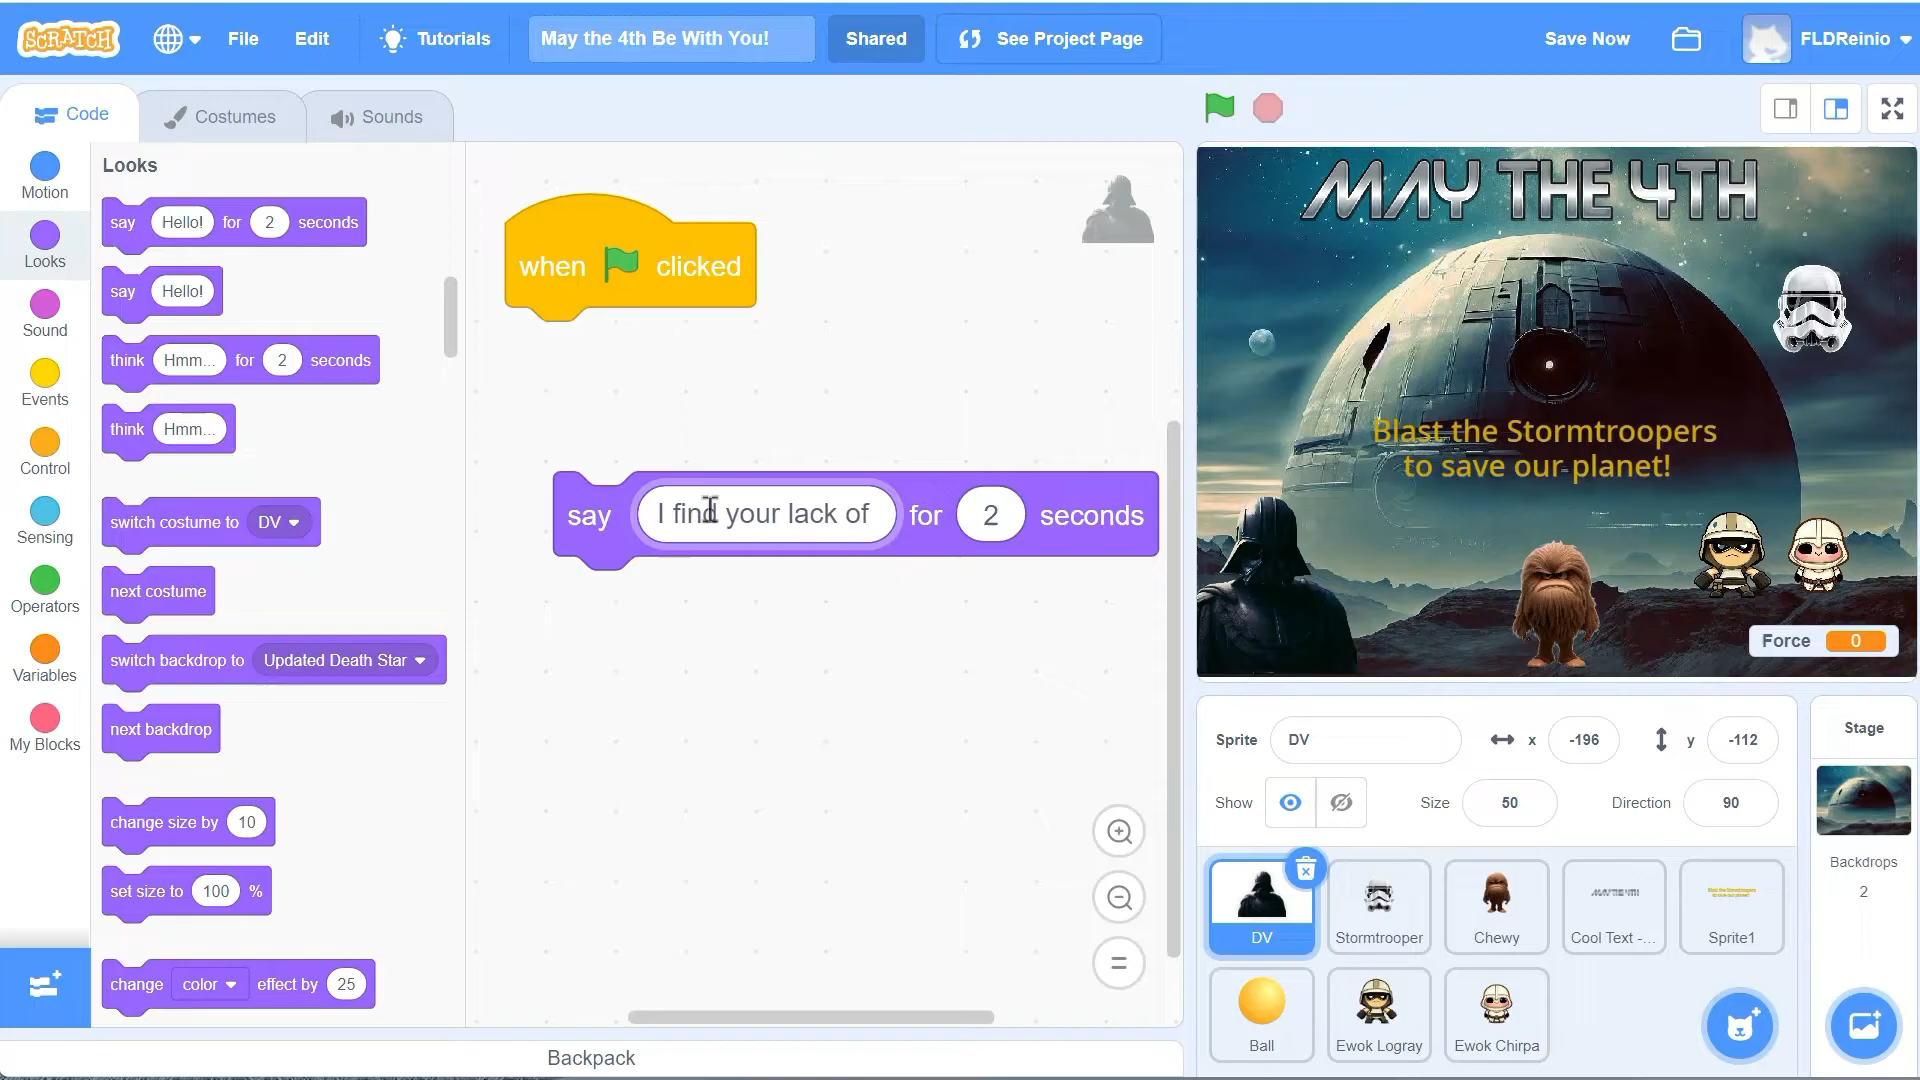 SCRATCH
File
Edit
Tutorials
May the 4th Be With You!
Shared
See Project Page
Save Now
FLDReinio
Code
Costumes
Sounds
Motion
Looks
Sound
Events
Control
Sensing
Operators
Variables
My Blocks
Looks
say Hello! for 2 seconds
say Hello!
think Hmm... for 2 seconds
think Hmm...
switch costume to DV
next costume
switch backdrop to Updated Death Star
next backdrop
change size by 10
set size to 100 %
change color effect by 25
when clicked
say I find your lack of for 2 seconds
Backpack
MAY THE 4TH
Blast the Stormtroopers
to save our planet!
Force 0
Sprite DV x -196 y -112
Show Size 50 Direction 90
DV
Stormtrooper
Chewy
Cool Text -...
Sprite1
Ball
Ewok Logray
Ewok Chirpa
Stage
Backdrops
2